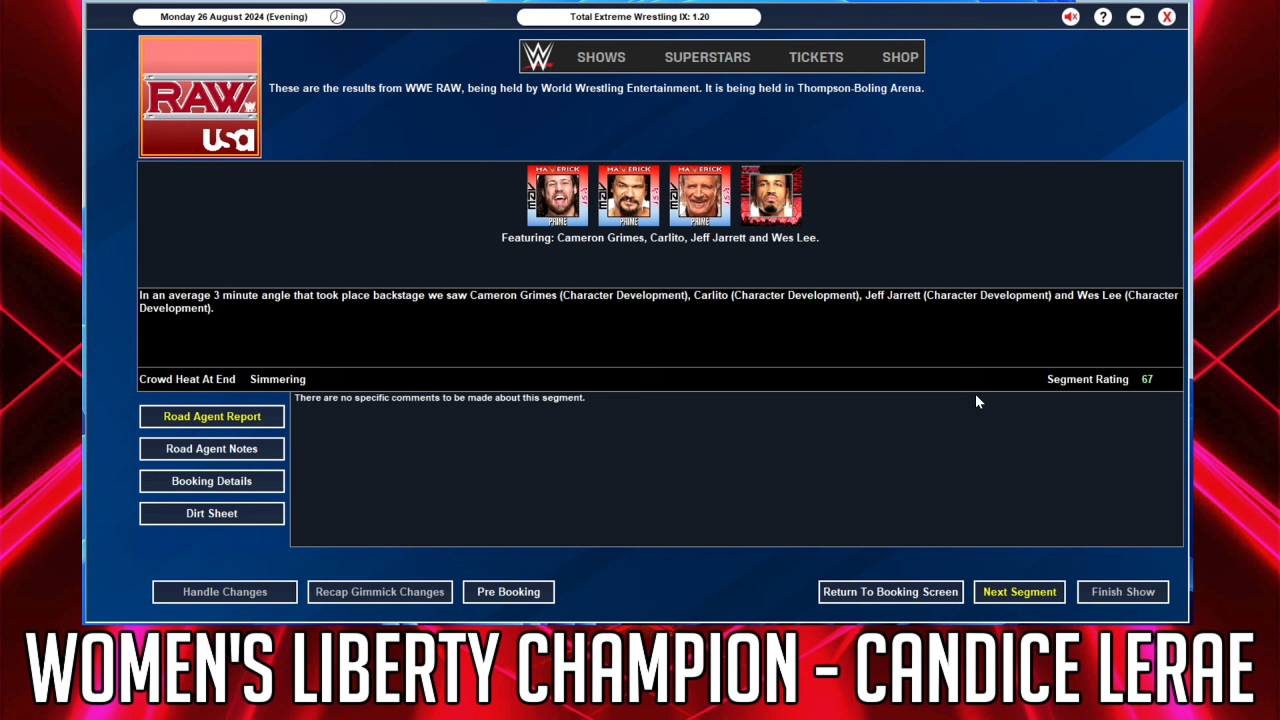 Monday 26 August 2024 (Evening)
Total Extreme Wrestling IX: 1.20
? X
RAW
USA
W SHOWS SUPERSTARS TICKETS SHOP
These are the results from WWE RAW, being held by World Wrestling Entertainment. It is being held in Thompson-Boling Arena.
MAVERICK MAVERICK MAVERICK
PRIME PRIME PRIME
Featuring: Cameron Grimes, Carlito, Jeff Jarrett and Wes Lee.
In an average 3 minute angle that took place backstage we saw Cameron Grimes (Character Development), Carlito (Character Development), Jeff Jarrett (Character Development) and Wes Lee (Character
Development).
Crowd Heat At End Simmering Segment Rating 67
Road Agent Report
There are no specific comments to be made about this segment.
Road Agent Notes
Booking Details
Dirt Sheet
Handle Changes Recap Gimmick Changes Pre Booking Return To Booking Screen Next Segment Finish Show
WOMEN'S LIBERTY CHAMPION - CANDICE LERAE